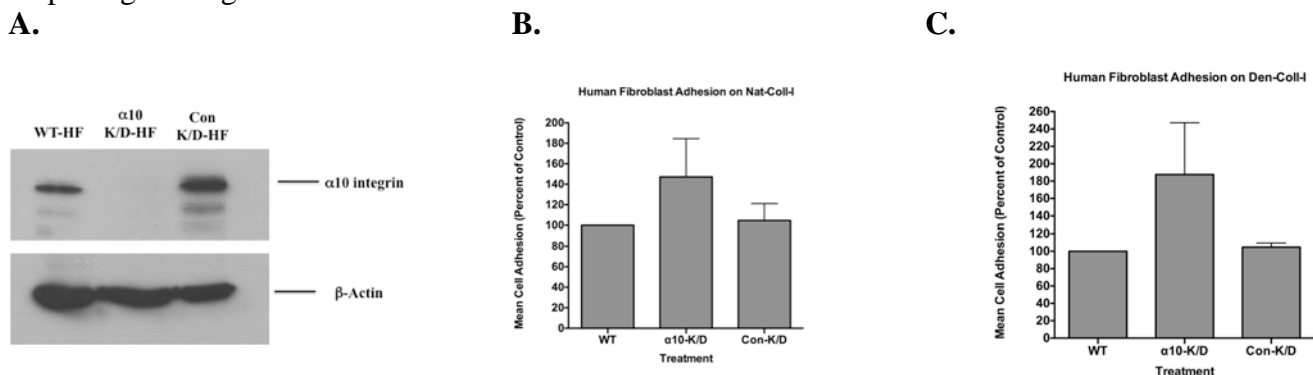 A.
B.
C.
WT-HF
α10
K/D-HF
Con
K/D-HF
α10 integrin
β-Actin
Human Fibroblast Adhesion on Nat-Coll-I
Mean Cell Adhesion (Percent of Control)
200
180
160
140
120
100
80
60
40
20
0
WT
α10-K/D
Con-K/D
Treatment
Human Fibroblast Adhesion on Den-Coll-I
Mean Cell Adhesion (Percent of Control)
260
240
220
200
180
160
140
120
100
80
60
40
20
0
WT
α10-K/D
Con-K/D
Treatment